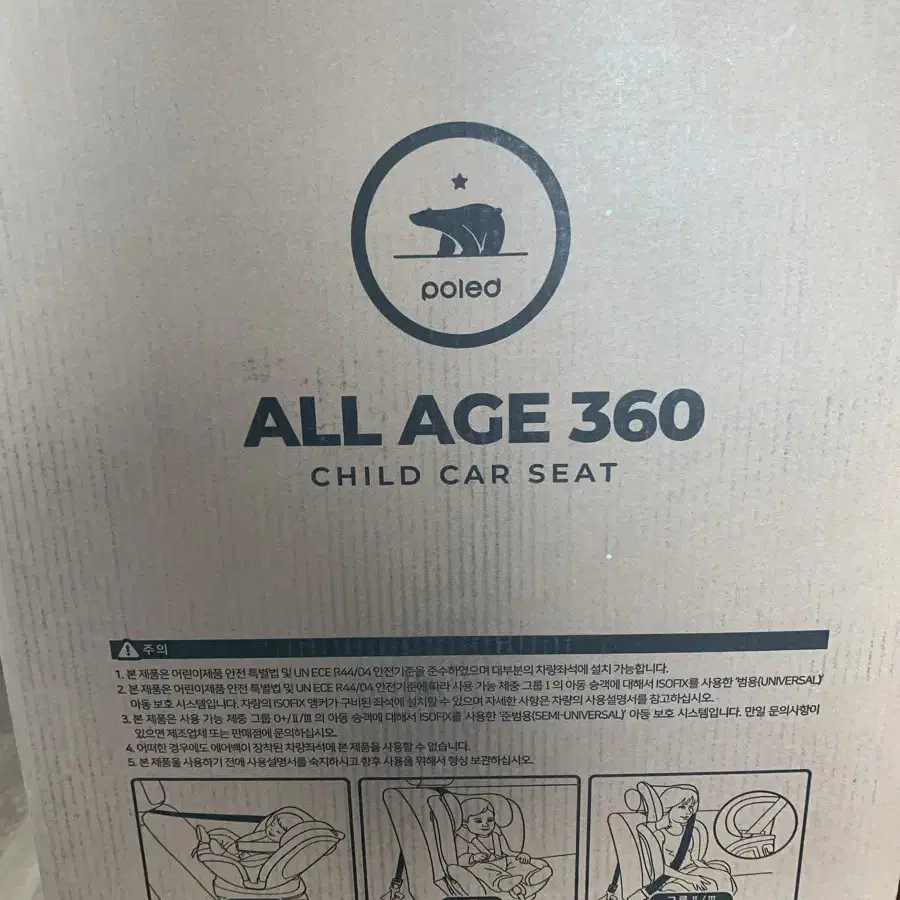 poled
ALL AGE 360
CHILD CAR SEAT
주의
1. 본 제품은 어린이제품 안전 특별법 및 UN ECE R44/04 안전기준을 준수하였으며 대부분의 차량좌석에 설치 가능합니다.
2. 본 제품은 어린이제품 안전 특별법 및 UN ECE R44/04 안전기준에 따라 사용 가능 체중 그룹 I 의 아동 승객에 대해서 ISOFIX를 사용한 '범용(UNIVERSAL)'
아동 보호 시스템입니다. 차량의 ISOFIX 앵커가 구비된 좌석에 설치할 수 있으며 자세한 사항은 차량의 사용설명서를 참고하십시오.
3. 본 제품은 사용 가능 체중 그룹 0+/Ⅱ/Ⅲ 의 아동 승객에 대해서 ISOFIX를 사용한 '준범용(SEMI-UNIVERSAL)' 아동 보호 시스템입니다. 만일 문의사항이
있으면 제조업체 또는 판매점에 문의하십시오.
4. 어떠한 경우에도 에어백이 장착된 차량좌석에 본 제품을 사용할 수 없습니다.
5. 본 제품을 사용하기 전에 사용설명서를 숙지하시고 향후 사용을 위해서 항상 보관하십시오.
그룹 Ⅱ/Ⅲ